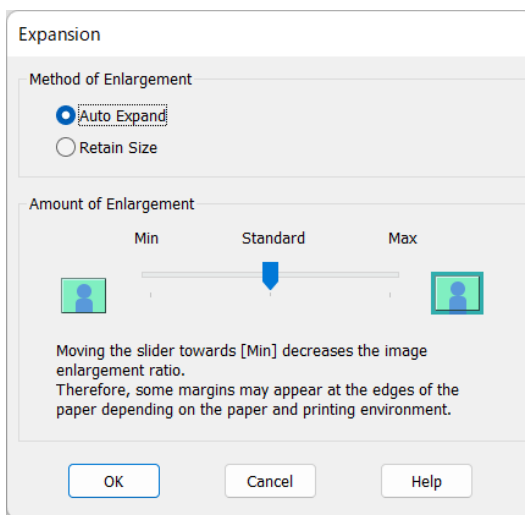 Expansion
Method of Enlargement
Auto Expand
Retain Size
Amount of Enlargement
Min Standard Max
Moving the slider towards [Min] decreases the image
enlargement ratio.
Therefore, some margins may appear at the edges of the
paper depending on the paper and printing environment.
OK Cancel Help